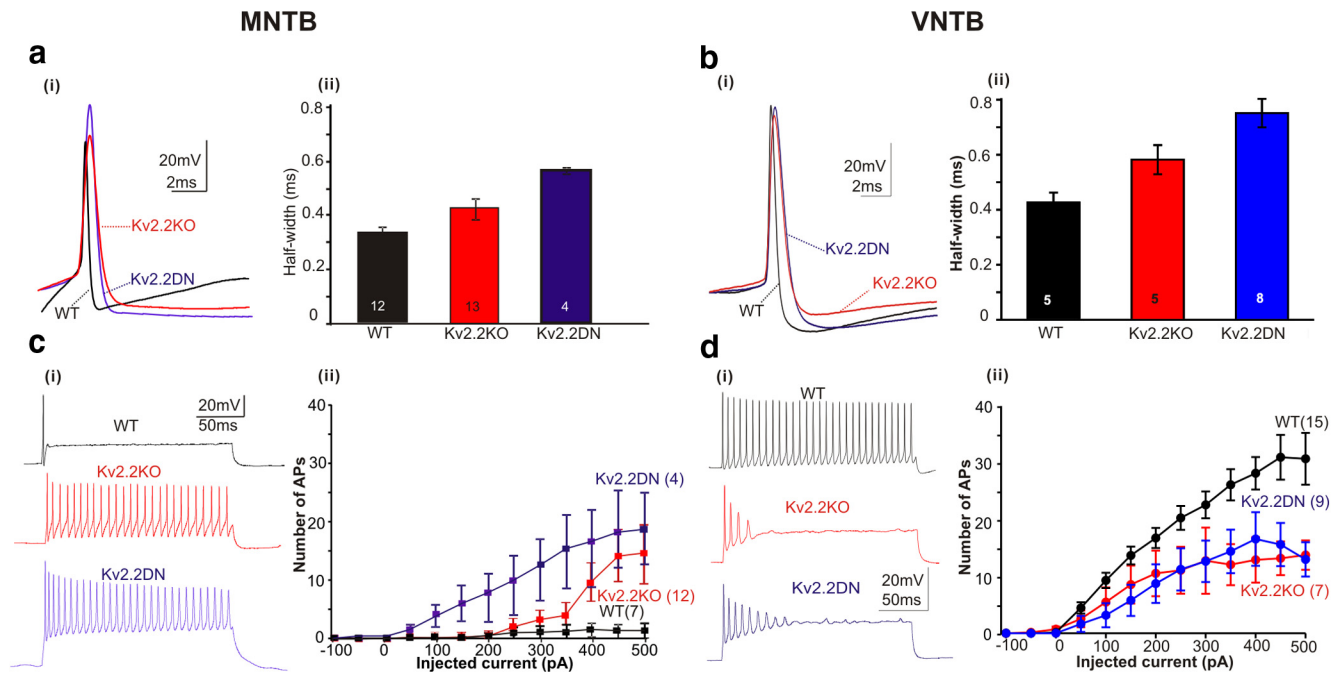 MNTB
VNTB
a
(i)
20mV
2ms
Kv2.2KO
Kv2.2DN
WT
(ii)
Half-width (ms)
0.8
0.6
0.4
0.2
0
12
13
4
WT
Kv2.2KO
Kv2.2DN
b
(i)
20mV
2ms
Kv2.2DN
Kv2.2KO
WT
(ii)
Half-width (ms)
0.8
0.6
0.4
0.2
0
5
5
8
WT
Kv2.2KO
Kv2.2DN
c
(i)
20mV
50ms
WT
Kv2.2KO
Kv2.2DN
(ii)
Number of APs
40
30
20
10
0
Kv2.2DN (4)
Kv2.2KO (12)
WT(7)
-100 0 100 200 300 400 500
Injected current (pA)
d
(i)
WT
Kv2.2KO
Kv2.2DN
20mV
50ms
(ii)
Number of APs
40
30
20
10
0
WT(15)
Kv2.2DN (9)
Kv2.2KO (7)
-100 0 100 200 300 400 500
Injected current (pA)